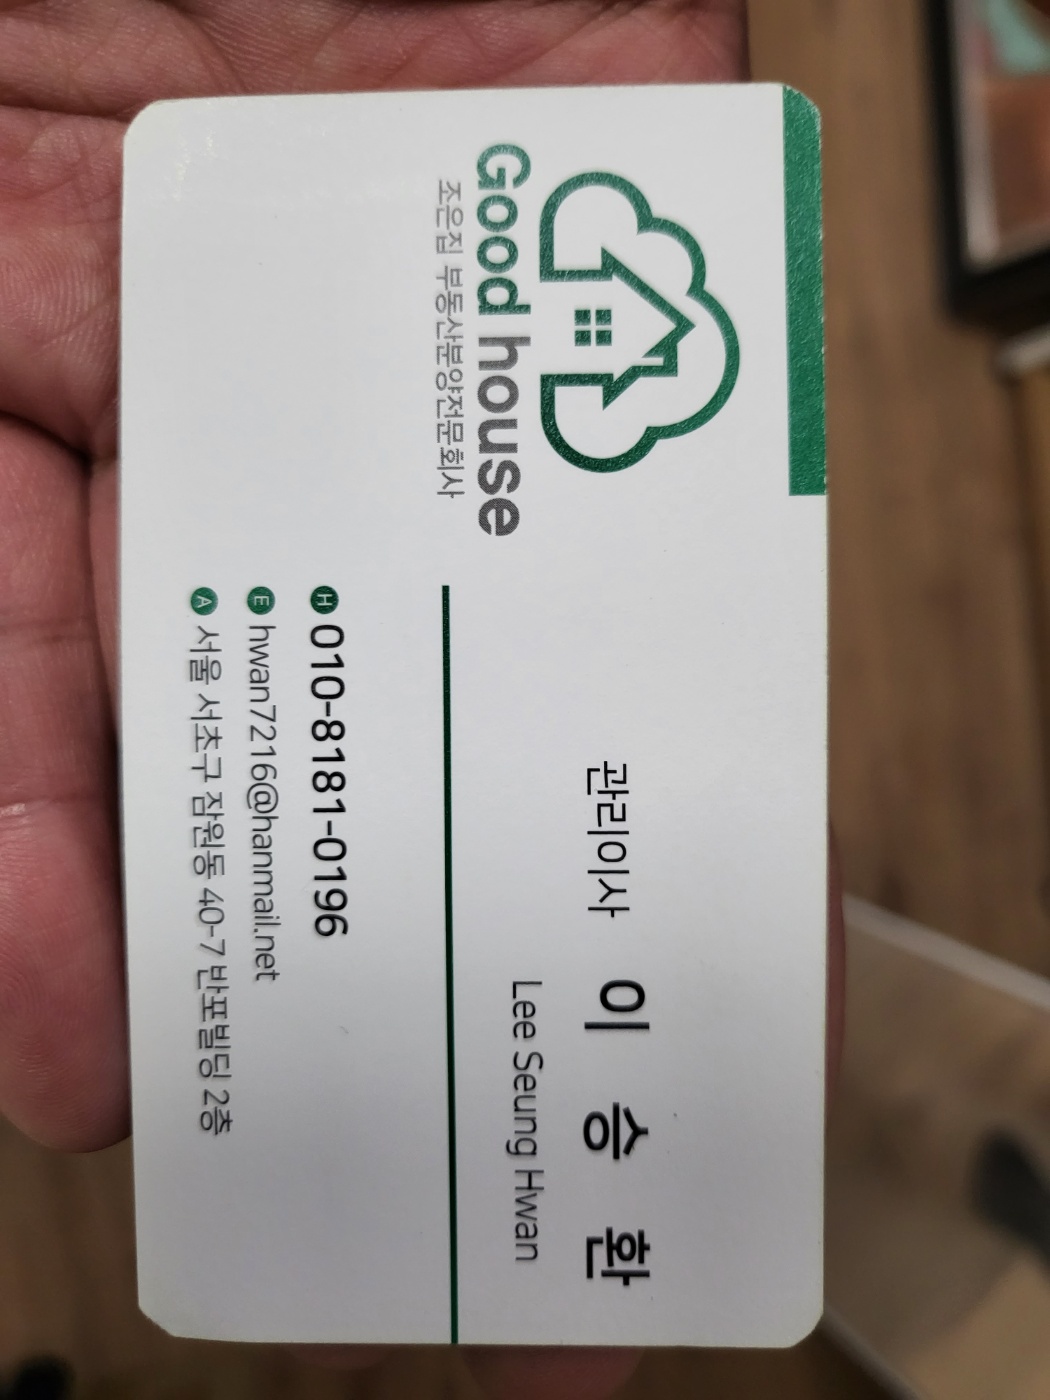 Good house
조은집 부동산분양전문회사
관리이사 이 승 환
Lee Seung Hwan
H 010-8181-0196
E hwan7216@hanmail.net
A 서울 서초구 잠원동 40-7 반포빌딩 2층